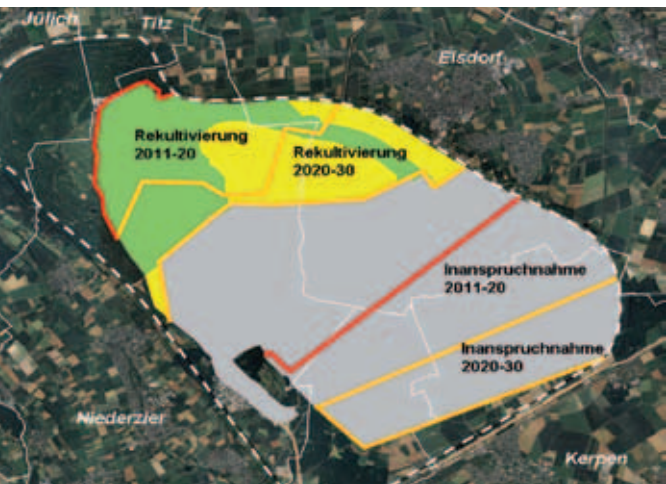 Jülich
Titz
Elsdorf
Rekultivierung
2011-20
Rekultivierung
2020-30
Inanspruchnahme
2011-20
Inanspruchnahme
2020-30
Niederzier
Kerpen